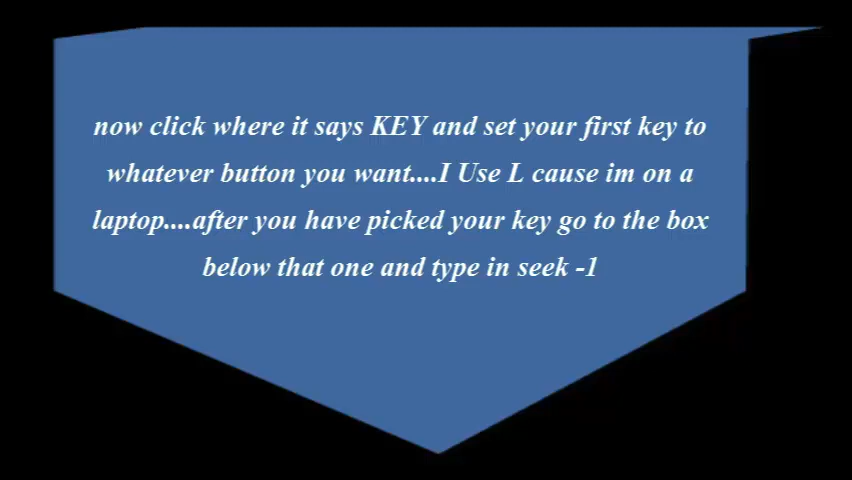 now click where it says KEY and set your first key to
whatever button you want....I Use L cause im on a
laptop....after you have picked your key go to the box
below that one and type in seek -1